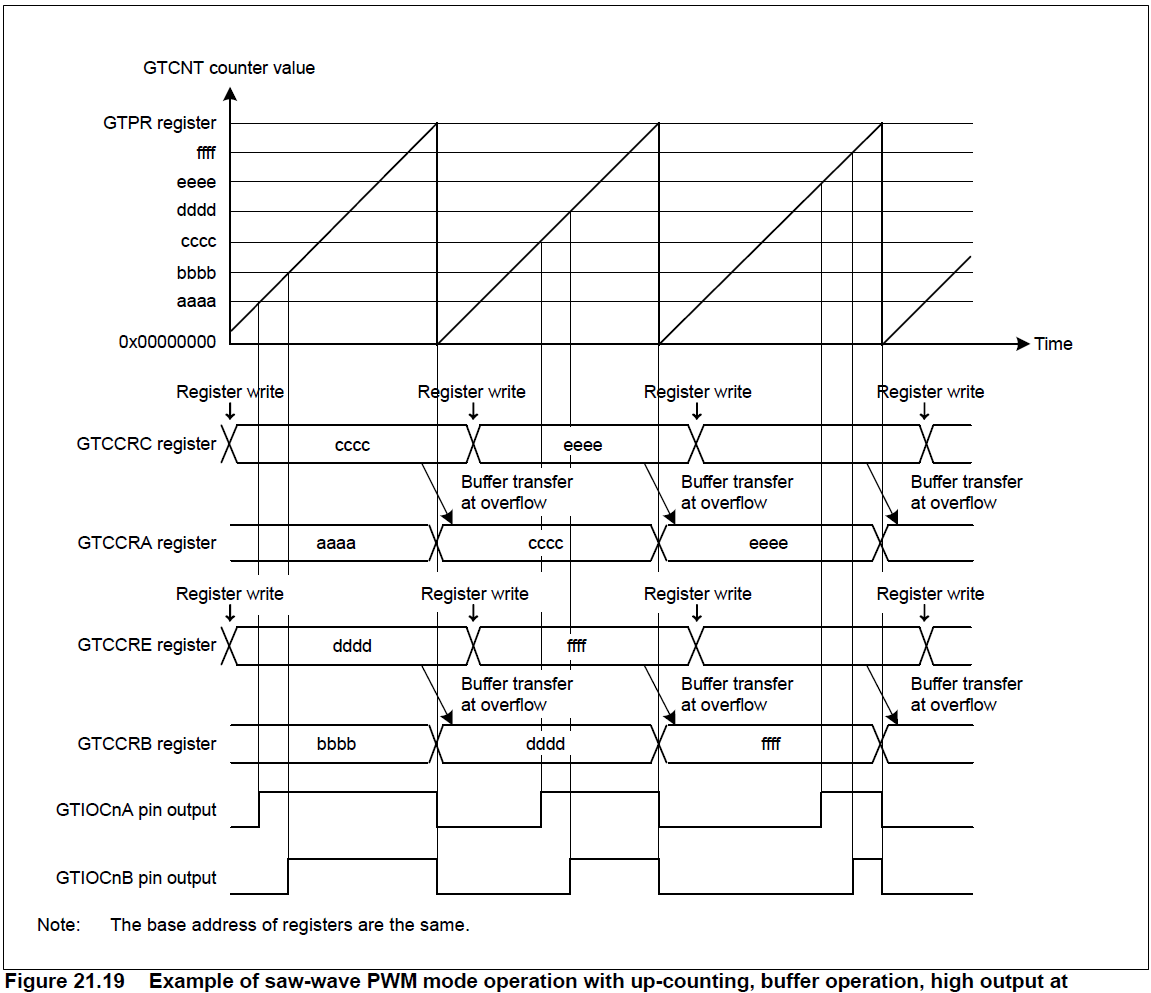 GTCNT counter value
GTPR register
ffff
eeee
dddd
cccc
bbbb
aaaa
0x00000000
Time
Register write Register write Register write Register write
GTCCRC register cccc eeee
Buffer transfer at overflow
Buffer transfer at overflow
Buffer transfer at overflow
GTCCRA register aaaa cccc eeee
Register write Register write Register write Register write
GTCCRE register dddd ffff
Buffer transfer at overflow
Buffer transfer at overflow
Buffer transfer at overflow
GTCCRB register bbbb dddd ffff
GTIOCnA pin output
GTIOCnB pin output
Note: The base address of registers are the same.
Figure 21.19 Example of saw-wave PWM mode operation with up-counting, buffer operation, high output at